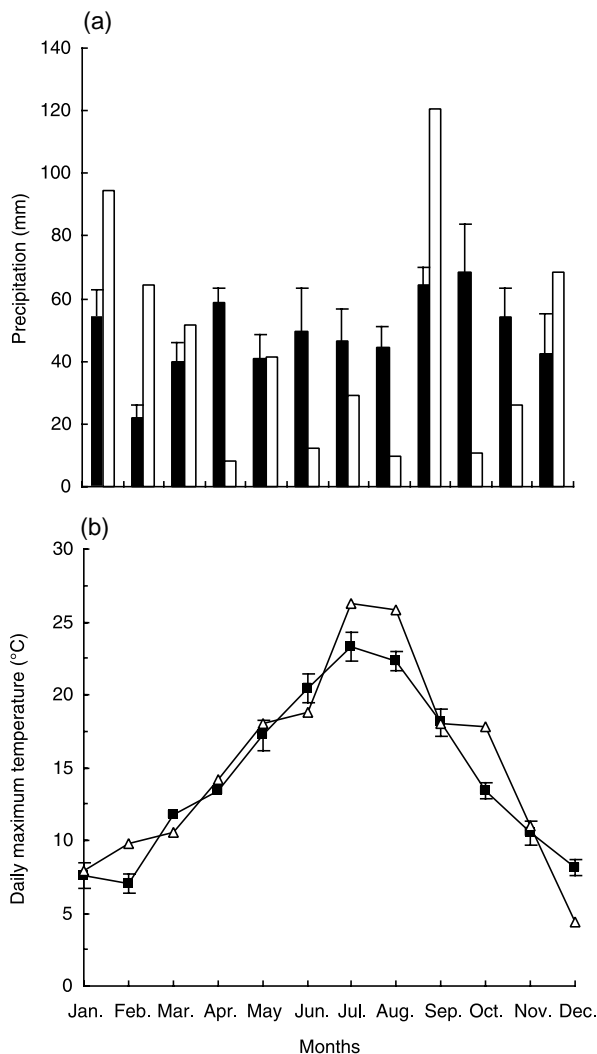 (a)
140
120
100
80
60
40
20
0
Precipitation (mm)
(b)
30
25
20
15
10
5
0
Daily maximum temperature (°C)
Jan. Feb. Mar. Apr. May Jun. Jul. Aug. Sep. Oct. Nov. Dec.
Months